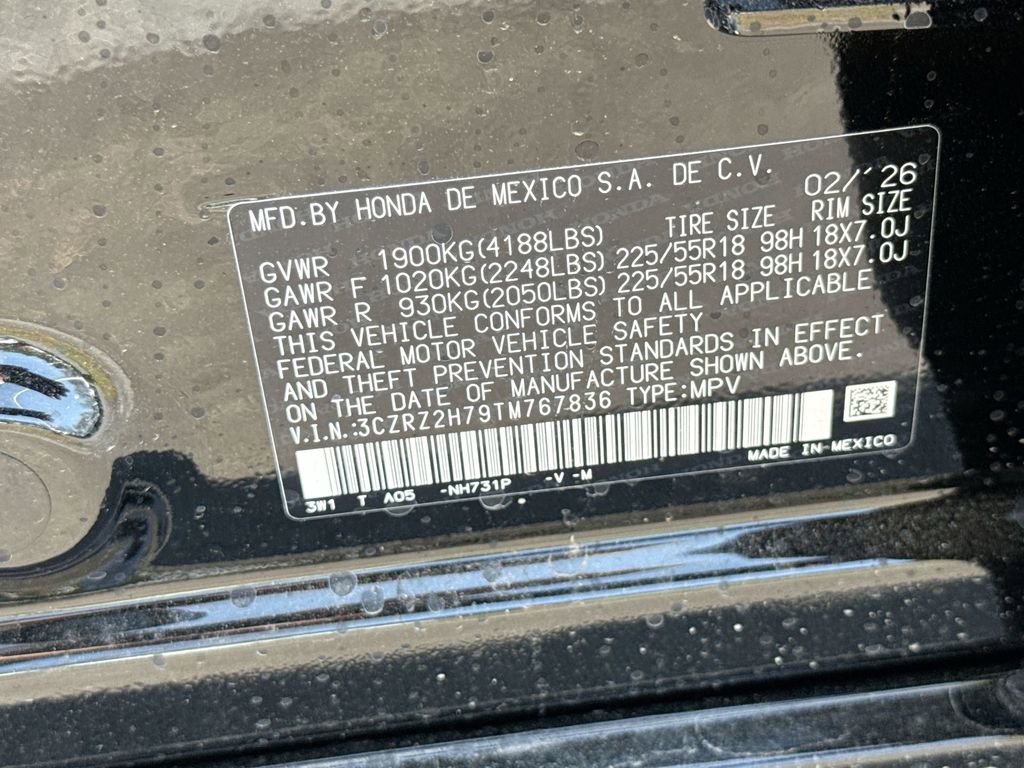 MFD.BY HONDA DE MEXICO S.A. DE C.V. 02/'26
TIRE SIZE RIM SIZE
GVWR 1900KG(4188LBS)
GAWR F 1020KG(2248LBS) 225/55R18 98H 18X7.0J
GAWR R 930KG(2050LBS) 225/55R18 98H 18X7.0J
THIS VEHICLE CONFORMS TO ALL APPLICABLE
FEDERAL MOTOR VEHICLE SAFETY
AND THEFT PREVENTION STANDARDS IN EFFECT
ON THE DATE OF MANUFACTURE SHOWN ABOVE.
V.I.N.:3CZRZ2H79TM767836 TYPE:MPV
3W1 T A05 -NH731P -V -M MADE IN MEXICO